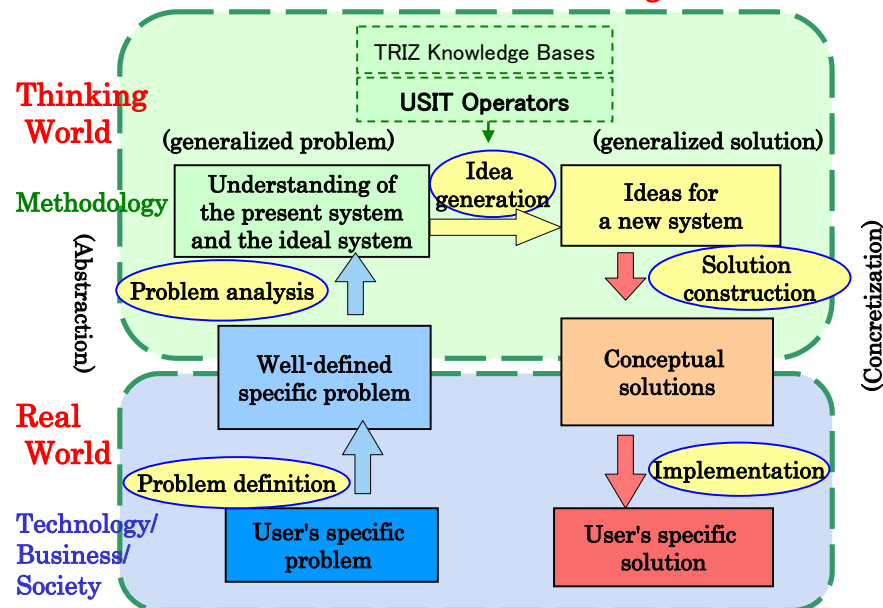 TRIZ Knowledge Bases
USIT Operators
Thinking
World
(generalized problem)
(generalized solution)
Methodology
Understanding of
the present system
and the ideal system
Idea
generation
Ideas for
a new system
(Abstraction)
Problem analysis
Solution
construction
(Concretization)
Well-defined
specific problem
Conceptual
solutions
Real
World
Problem definition
Implementation
Technology/
Business/
Society
User's specific
problem
User's specific
solution